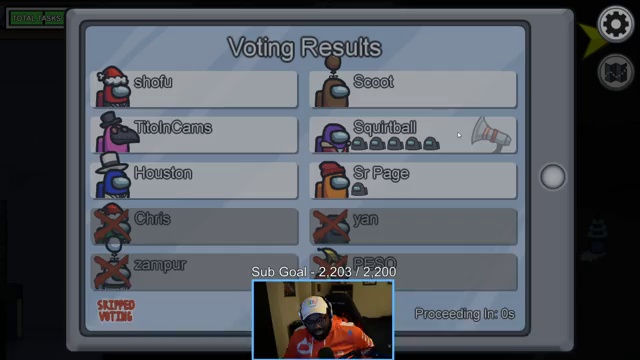 TOTAL TASKS
Voting Results
shofu
Scoot
TitoInCams
Squirtball
Houston
Sr Page
Chris
yan
zampur
PESO
Sub Goal - 2,203 / 2,200
SKIPPED
VOTING
Proceeding In: 0s